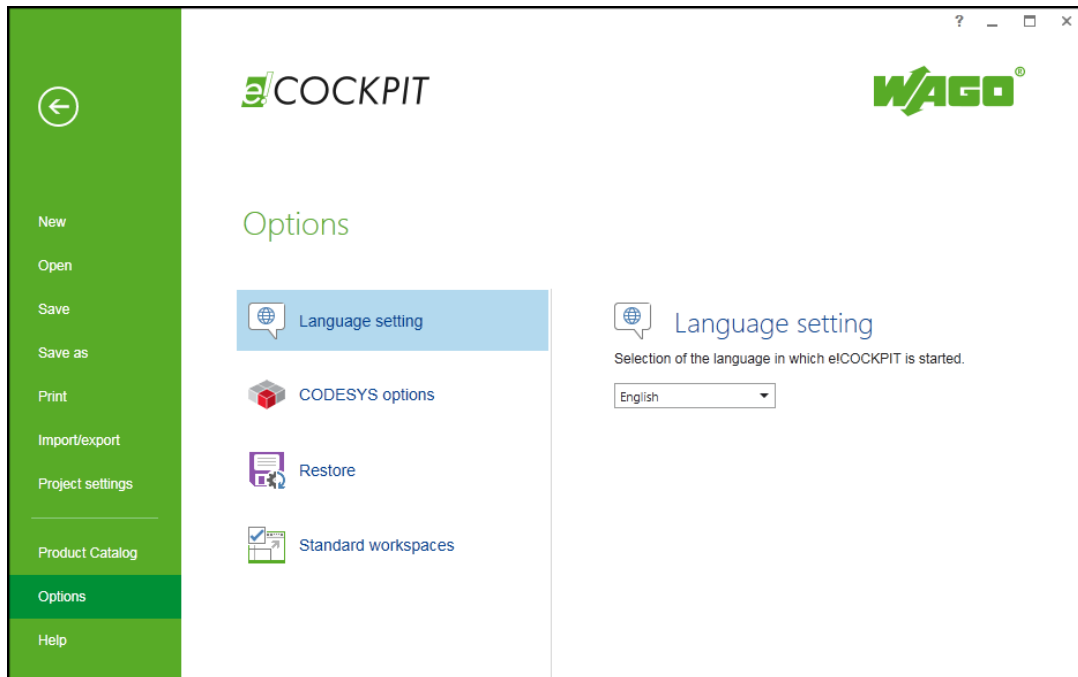 ?
e!COCKPIT
WAGO®
New
Open
Save
Save as
Print
Import/export
Project settings
Product Catalog
Options
Help
Options
Language setting
CODESYS options
Restore
Standard workspaces
Language setting
Selection of the language in which e!COCKPIT is started.
English